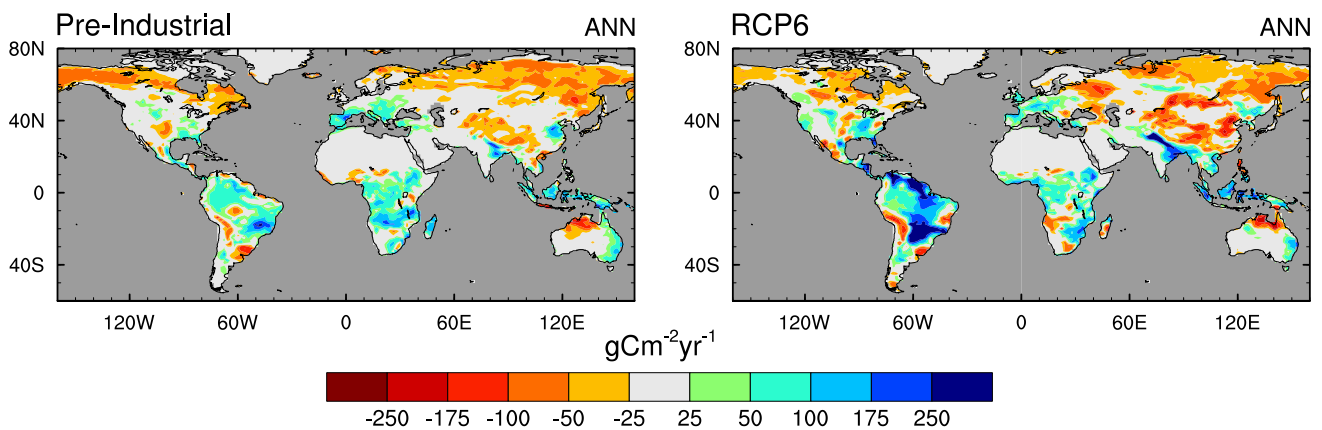 Pre-Industrial ANN RCP6 ANN
80N 80N
40N 40N
0 0
40S 40S
120W 60W 0 60E 120E 120W 60W 0 60E 120E
gCm⁻²yr⁻¹
-250 -175 -100 -50 -25 25 50 100 175 250